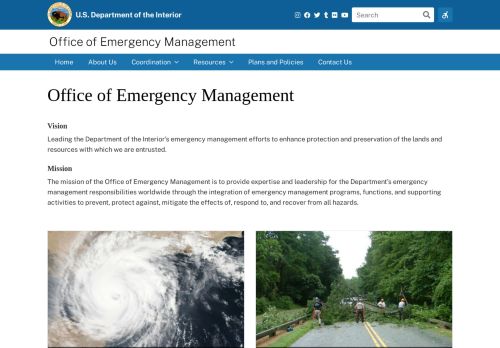 U.S. Department of the Interior
Search
Office of Emergency Management
Home About Us Coordination Resources Plans and Policies Contact Us
Office of Emergency Management
Vision
Leading the Department of the Interior's emergency management efforts to enhance protection and preservation of the lands and
resources with which we are entrusted.
Mission
The mission of the Office of Emergency Management is to provide expertise and leadership for the Department's emergency
management responsibilities worldwide through the integration of emergency management programs, functions, and supporting
activities to prevent, protect against, mitigate the effects of, respond to, and recover from all hazards.